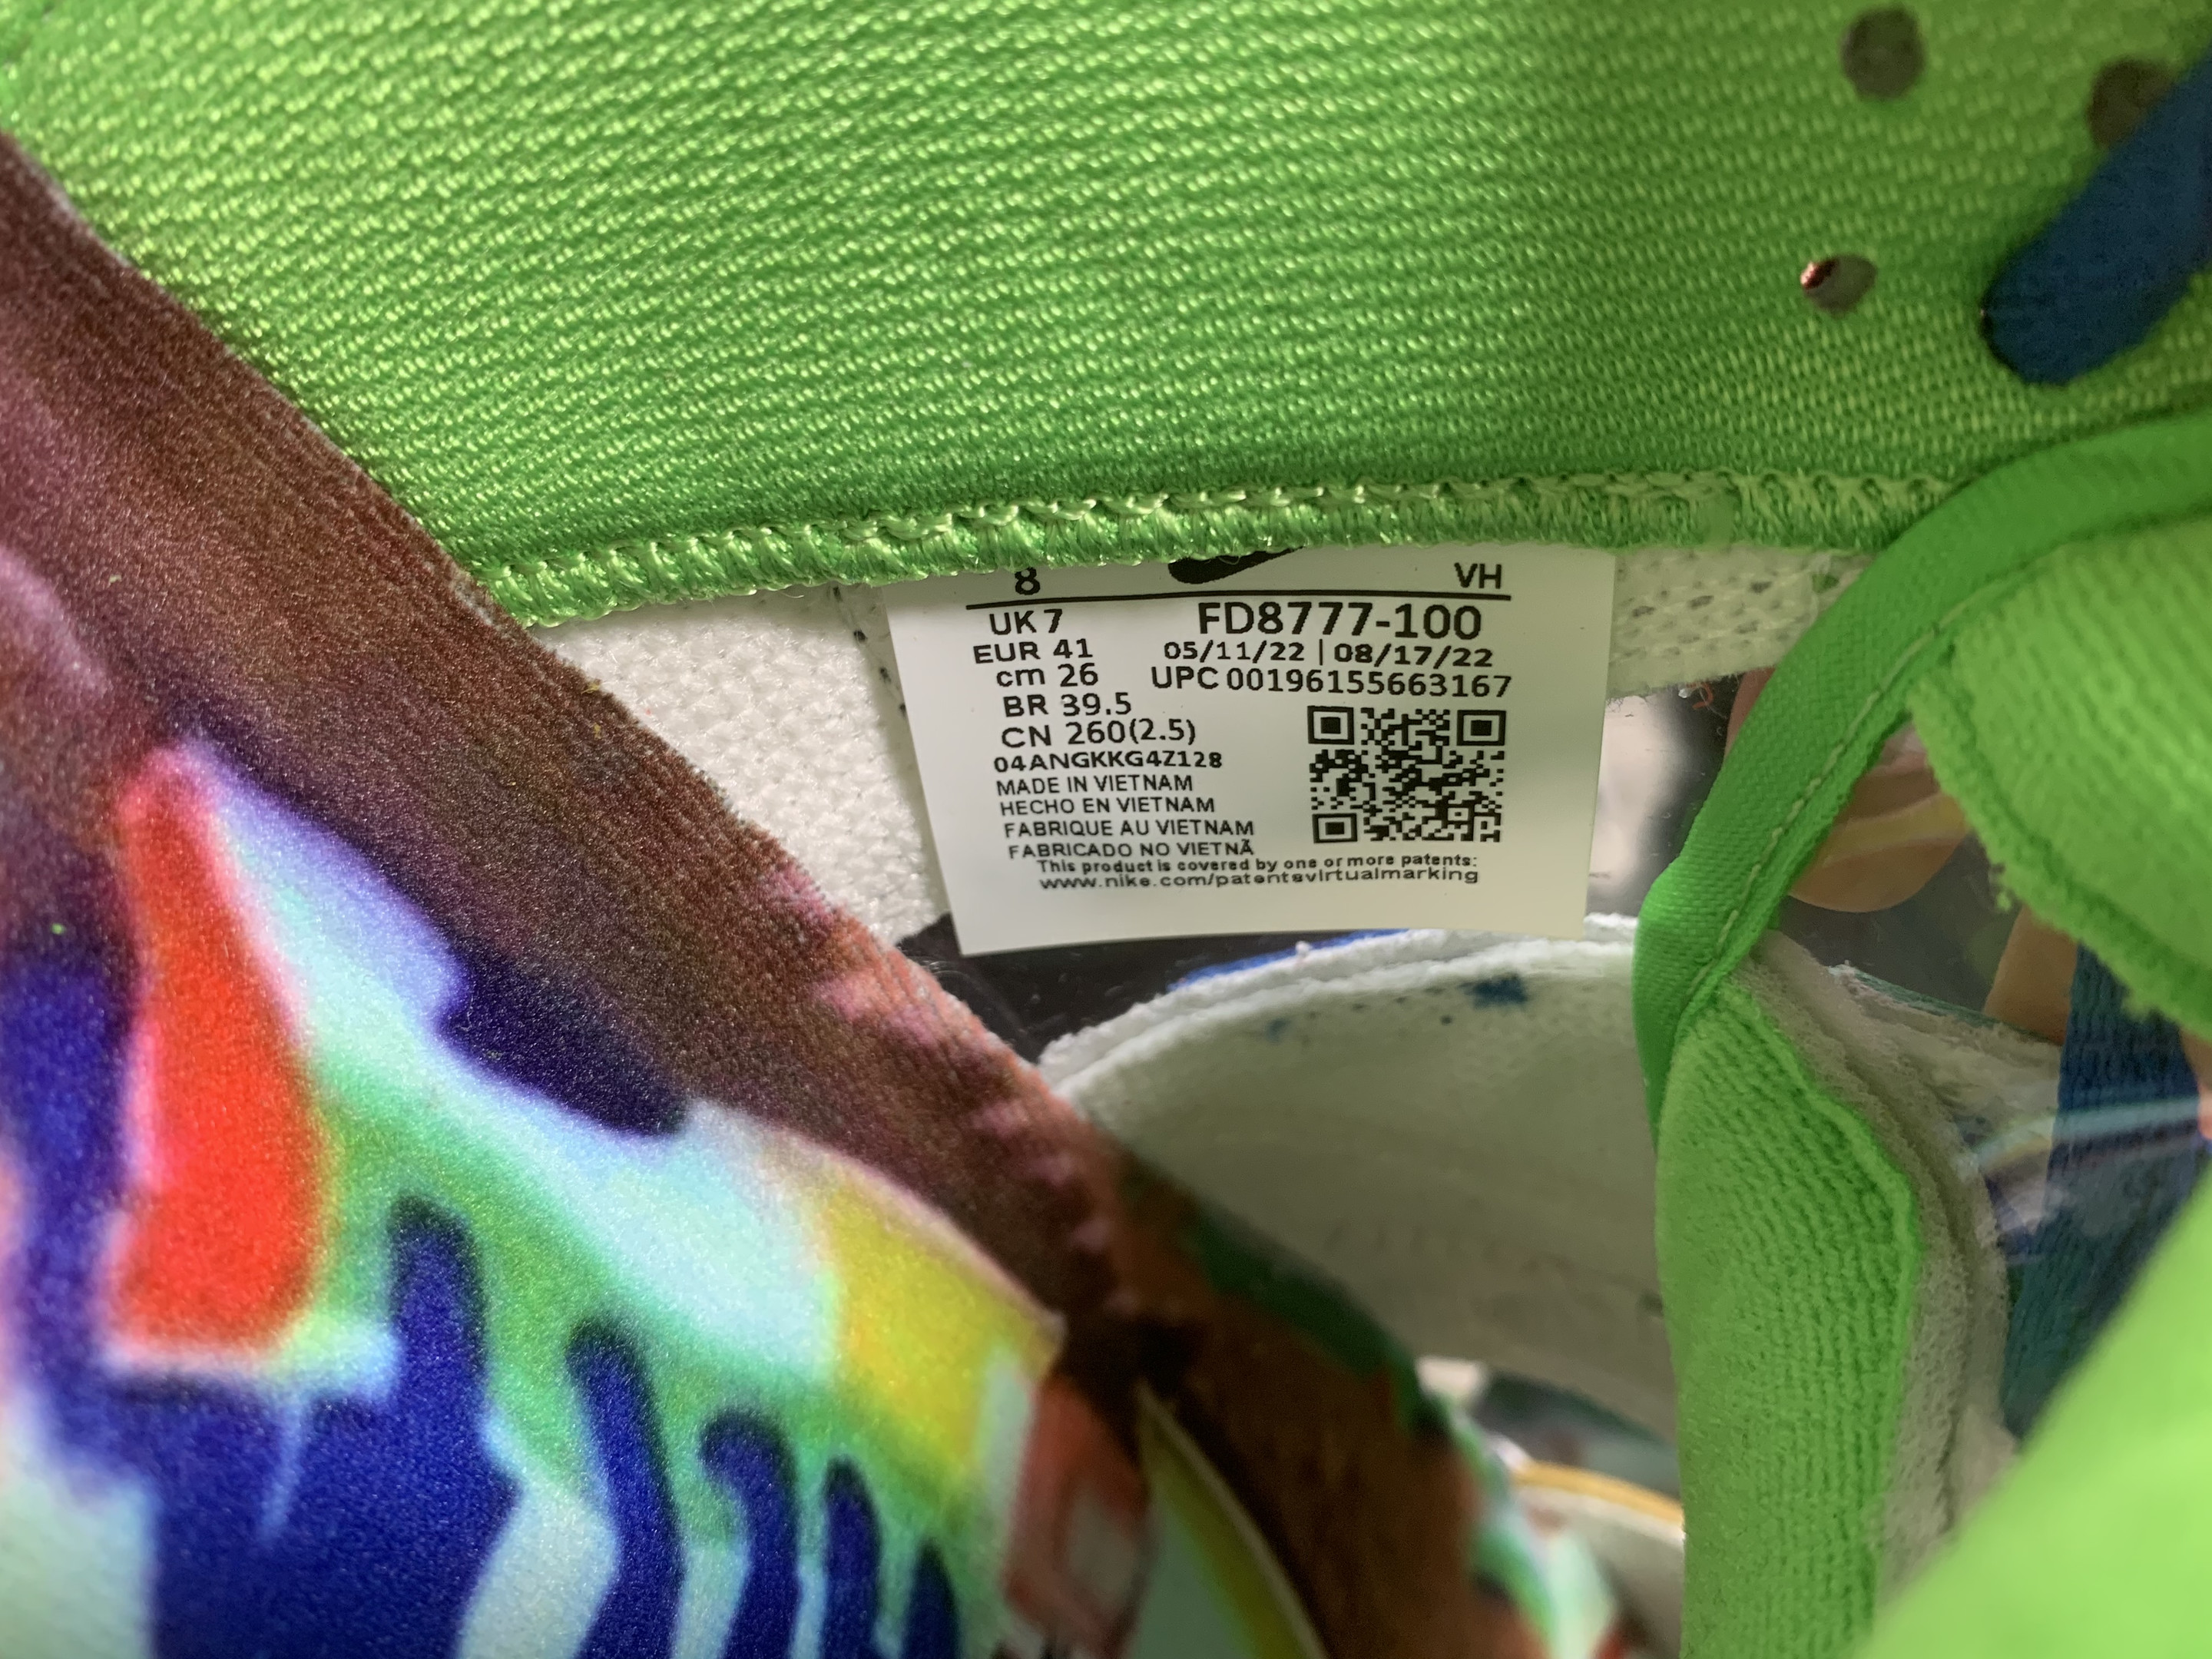 8 VH
UK 7 FD8777-100
EUR 41 05/11/22 | 08/17/22
cm 26 UPC 00196155663167
BR 39.5
CN 260(2.5)
04ANGKKG4Z128
MADE IN VIETNAM
HECHO EN VIETNAM
FABRIQUE AU VIETNAM
FABRICADO NO VIETNÃ
This product is covered by one or more patents:
www.nike.com/patentsvirtualmarking